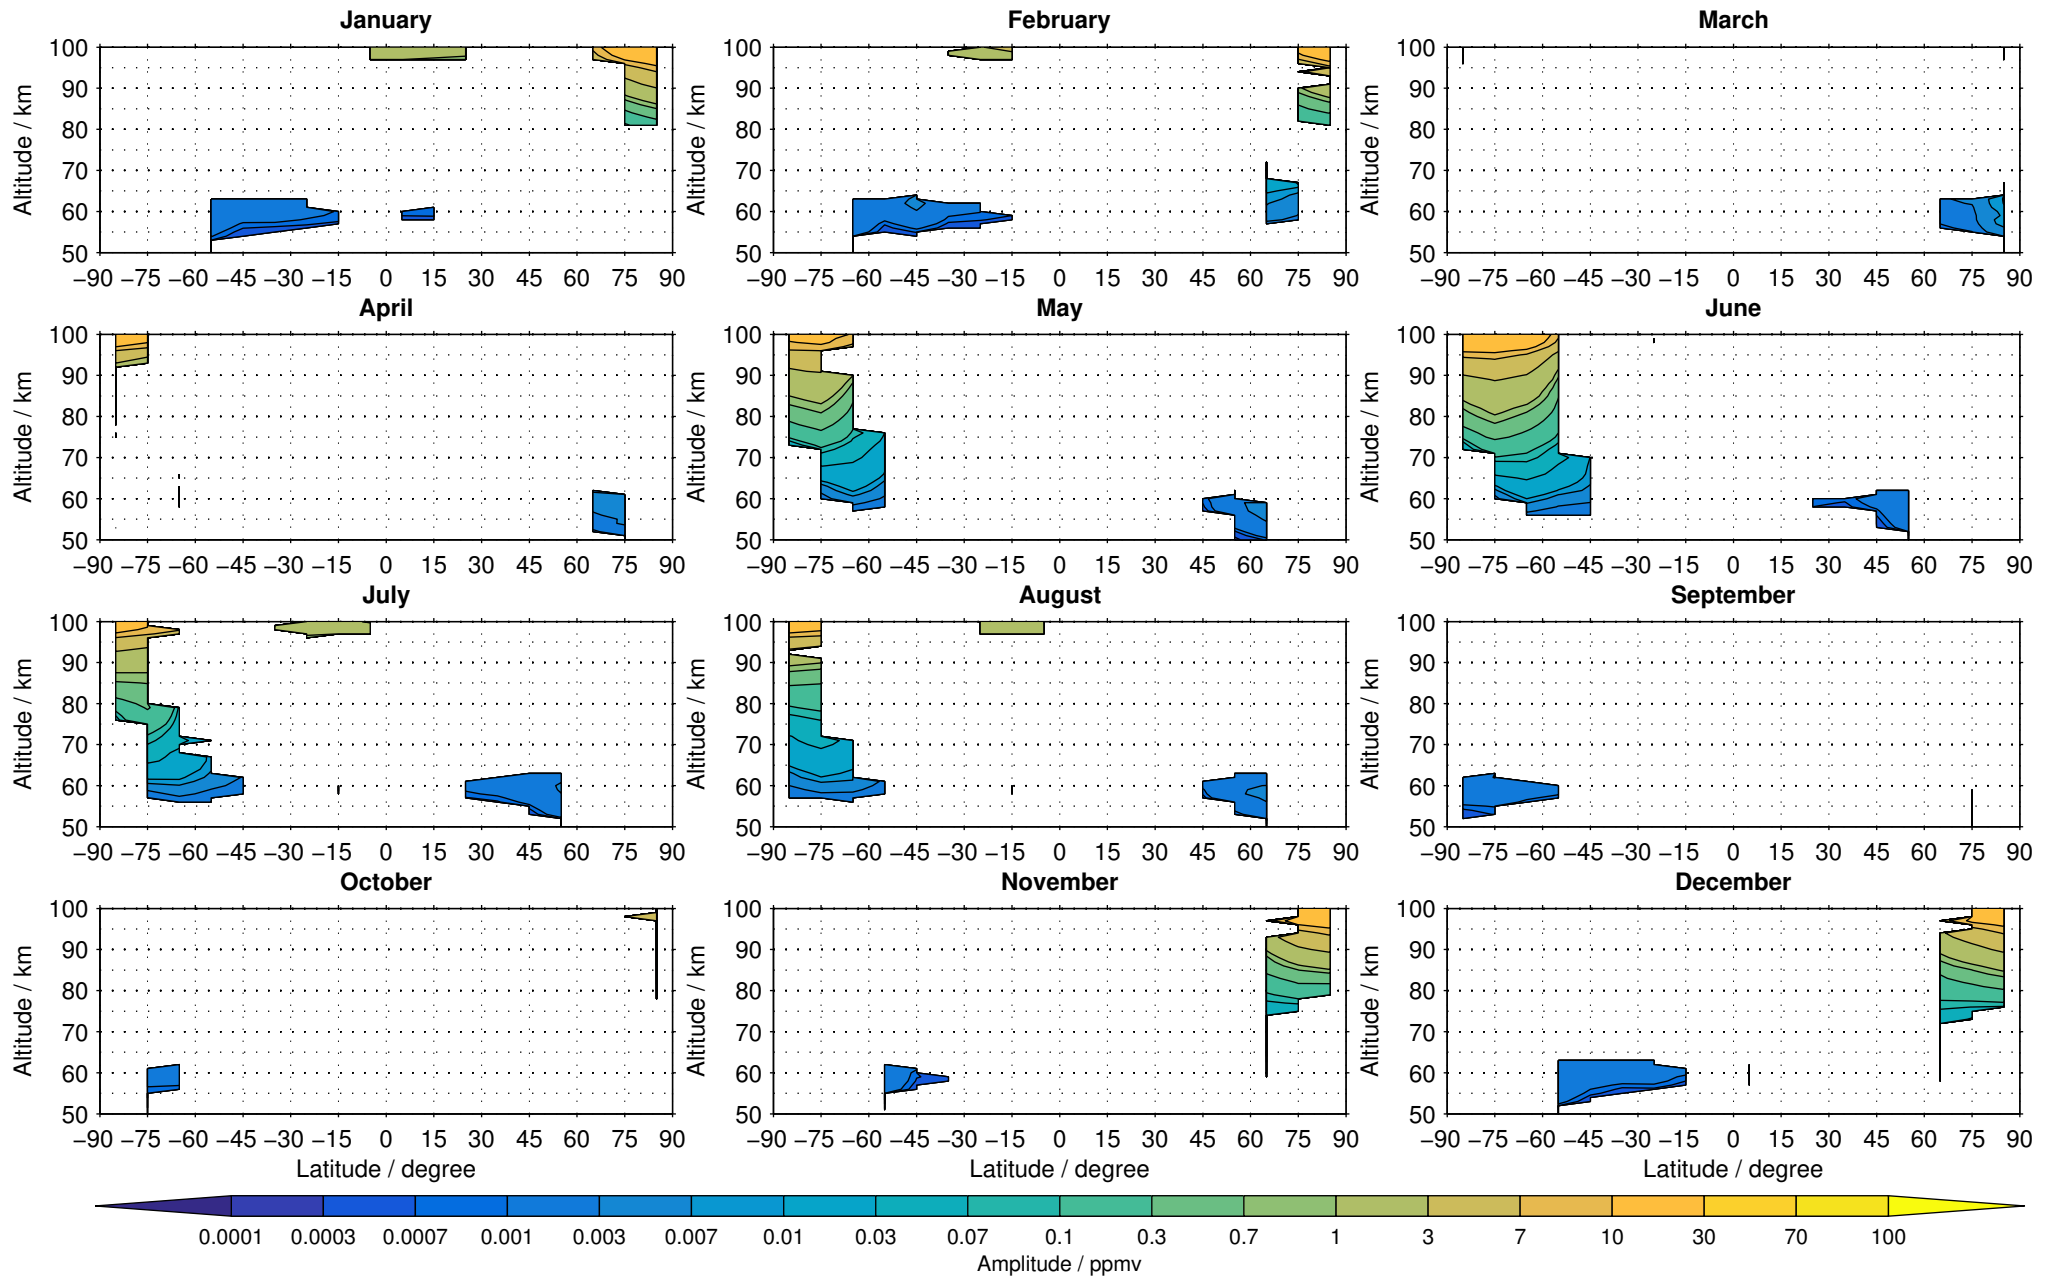 January February March
100 100 100
90 90 90
80 80 80
70 70 70
60 60 60
50 50 50
Altitude / km Altitude / km Altitude / km
−90 −75 −60 −45 −30 −15 0 15 30 45 60 75 90 −90 −75 −60 −45 −30 −15 0 15 30 45 60 75 90 −90 −75 −60 −45 −30 −15 0 15 30 45 60 75 90
April May June
100 100 100
90 90 90
80 80 80
70 70 70
60 60 60
50 50 50
Altitude / km Altitude / km Altitude / km
−90 −75 −60 −45 −30 −15 0 15 30 45 60 75 90 −90 −75 −60 −45 −30 −15 0 15 30 45 60 75 90 −90 −75 −60 −45 −30 −15 0 15 30 45 60 75 90
July August September
100 100 100
90 90 90
80 80 80
70 70 70
60 60 60
50 50 50
Altitude / km Altitude / km Altitude / km
−90 −75 −60 −45 −30 −15 0 15 30 45 60 75 90 −90 −75 −60 −45 −30 −15 0 15 30 45 60 75 90 −90 −75 −60 −45 −30 −15 0 15 30 45 60 75 90
October November December
100 100 100
90 90 90
80 80 80
70 70 70
60 60 60
50 50 50
Altitude / km Altitude / km Altitude / km
−90 −75 −60 −45 −30 −15 0 15 30 45 60 75 90 −90 −75 −60 −45 −30 −15 0 15 30 45 60 75 90 −90 −75 −60 −45 −30 −15 0 15 30 45 60 75 90
Latitude / degree Latitude / degree Latitude / degree
0.0001 0.0003 0.0007 0.001 0.003 0.007 0.01 0.03 0.07 0.1 0.3 0.7 1 3 7 10 30 70 100
Amplitude / ppmv